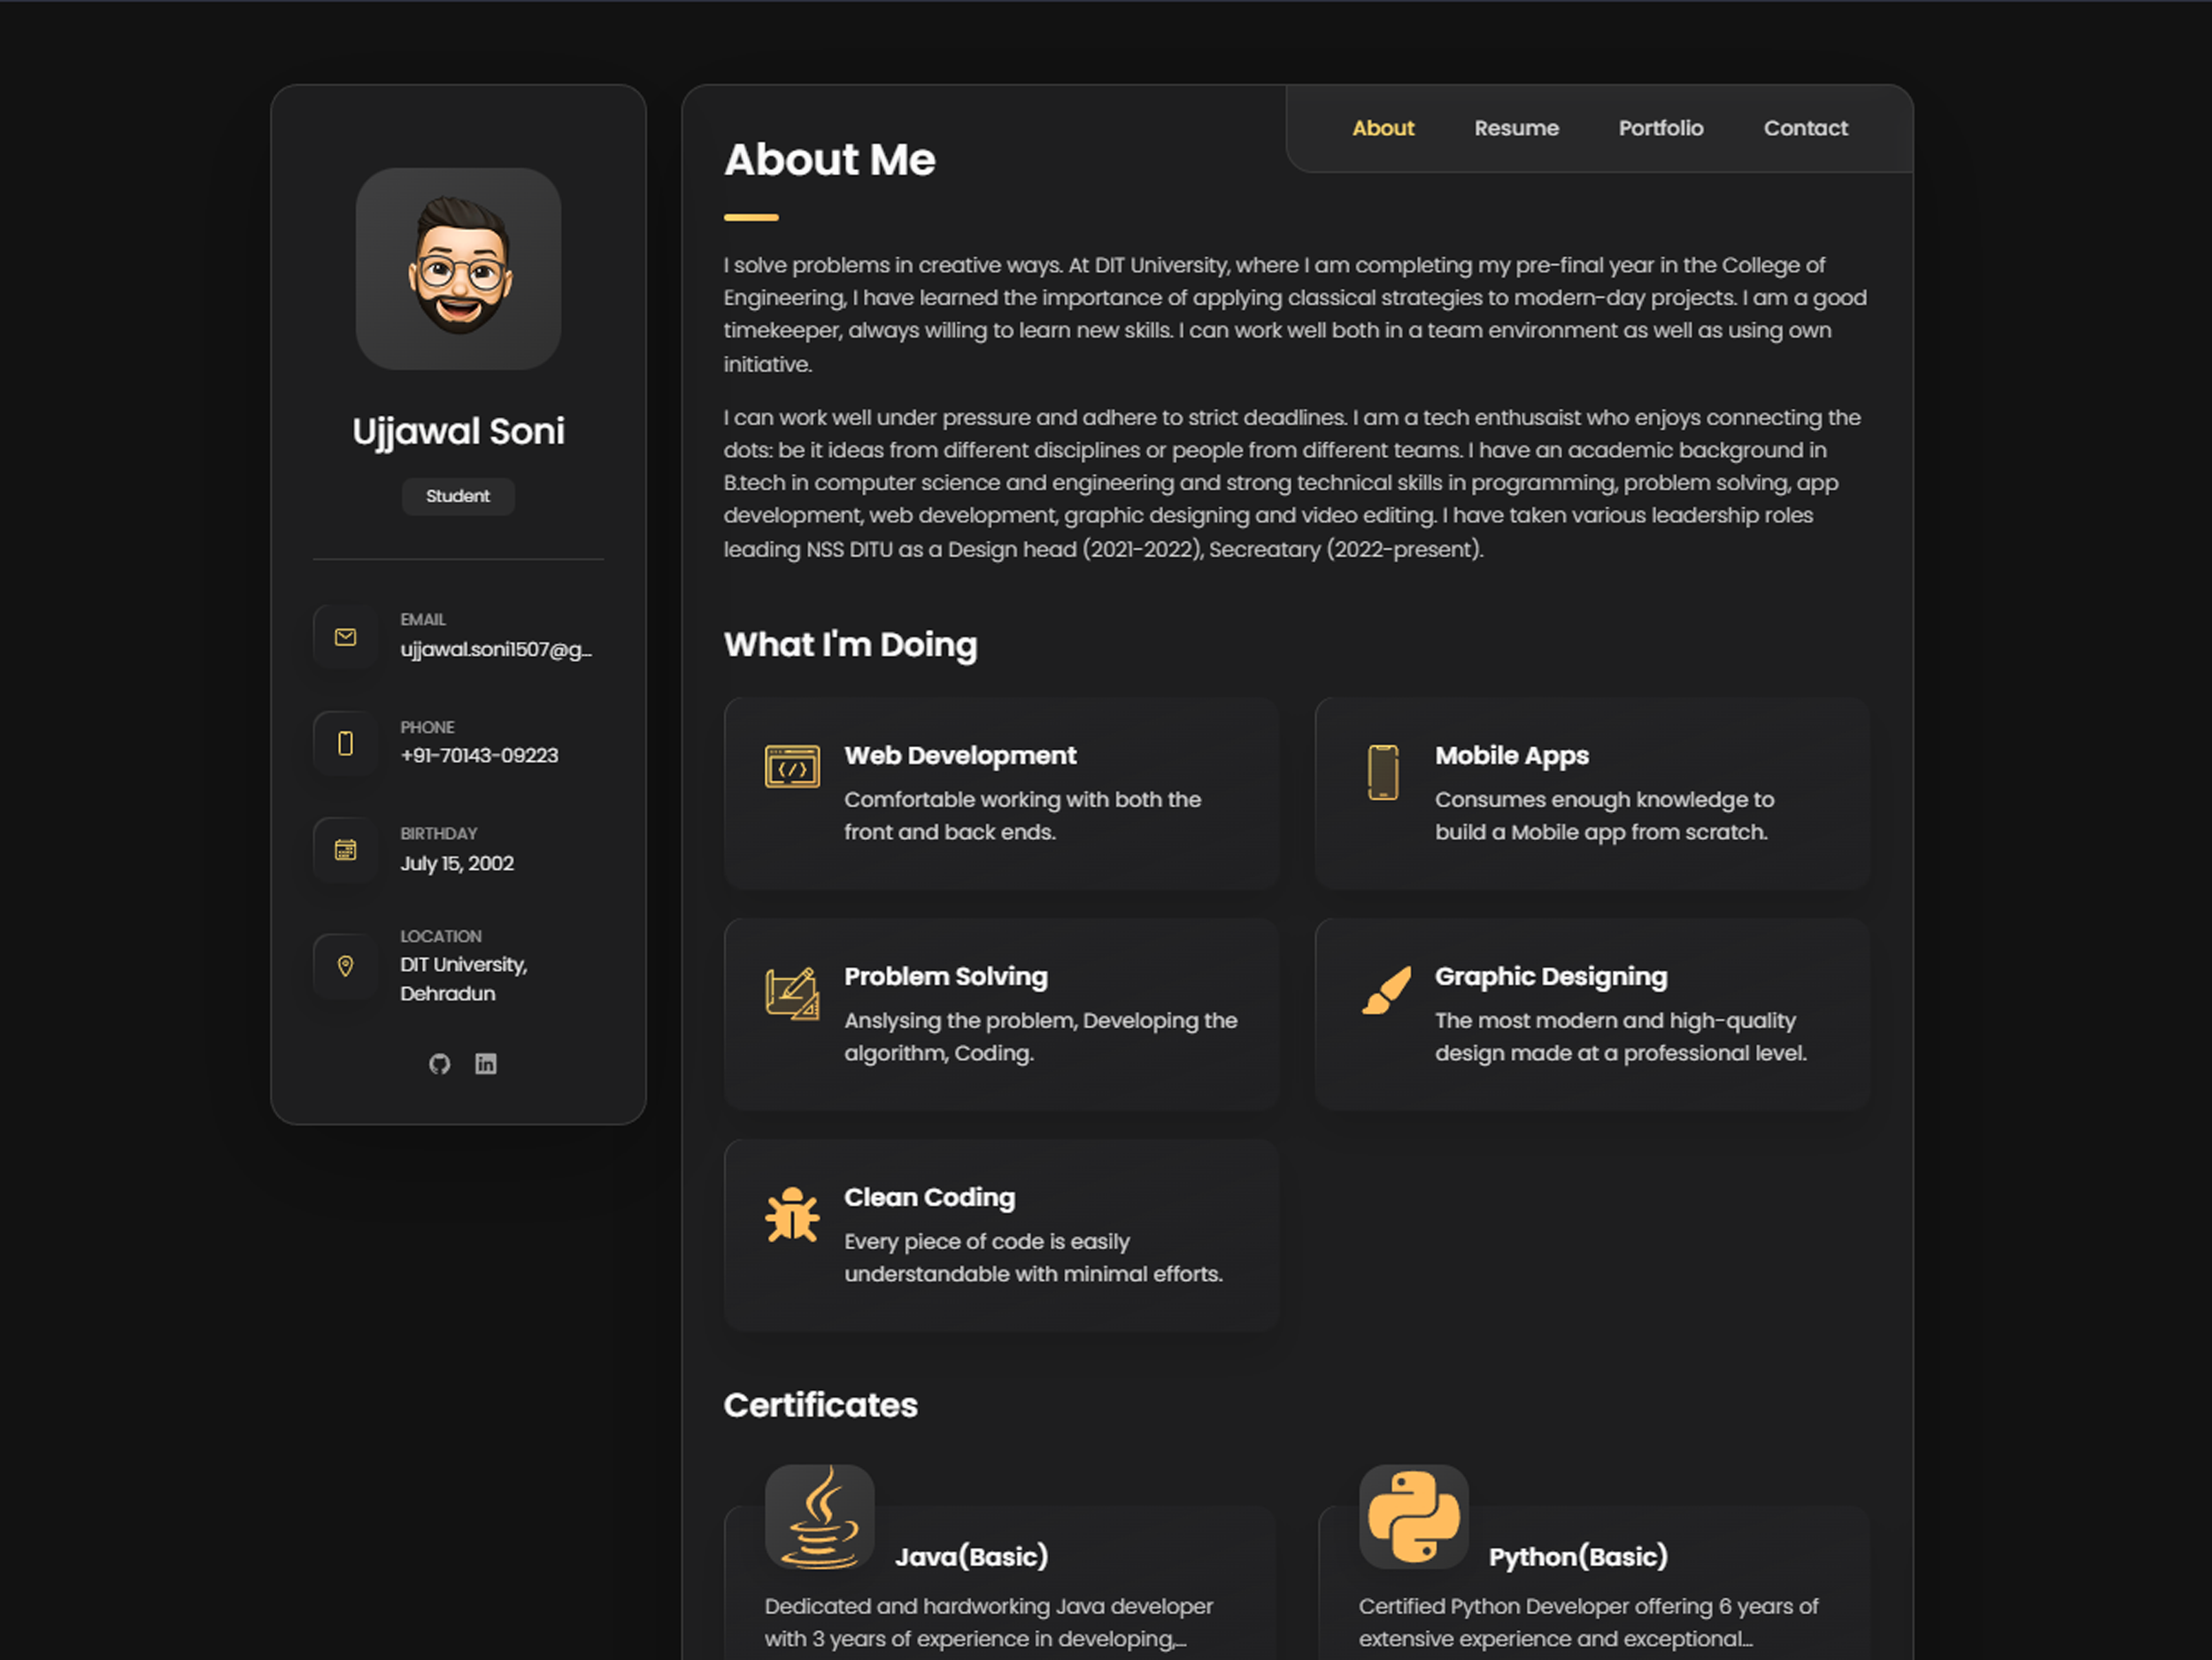 Ujjawal Soni
Student
EMAIL
ujjawal.soni1507@g...
PHONE
+91-70143-09223
BIRTHDAY
July 15, 2002
LOCATION
DIT University,
Dehradun
About
Resume
Portfolio
Contact
About Me
I solve problems in creative ways. At DIT University, where I am completing my pre-final year in the College of
Engineering, I have learned the importance of applying classical strategies to modern-day projects. I am a good
timekeeper, always willing to learn new skills. I can work well both in a team environment as well as using own
initiative.
I can work well under pressure and adhere to strict deadlines. I am a tech enthusaist who enjoys connecting the
dots: be it ideas from different disciplines or people from different teams. I have an academic background in
B.tech in computer science and engineering and strong technical skills in programming, problem solving, app
development, web development, graphic designing and video editing. I have taken various leadership roles
leading NSS DITU as a Design head (2021-2022), Secreatary (2022-present).
What I'm Doing
Web Development
Comfortable working with both the
front and back ends.
Mobile Apps
Consumes enough knowledge to
build a Mobile app from scratch.
Problem Solving
Anslysing the problem, Developing the
algorithm, Coding.
Graphic Designing
The most modern and high-quality
design made at a professional level.
Clean Coding
Every piece of code is easily
understandable with minimal efforts.
Certificates
Java(Basic)
Dedicated and hardworking Java developer
with 3 years of experience in developing,...
Python(Basic)
Certified Python Developer offering 6 years of
extensive experience and exceptional...